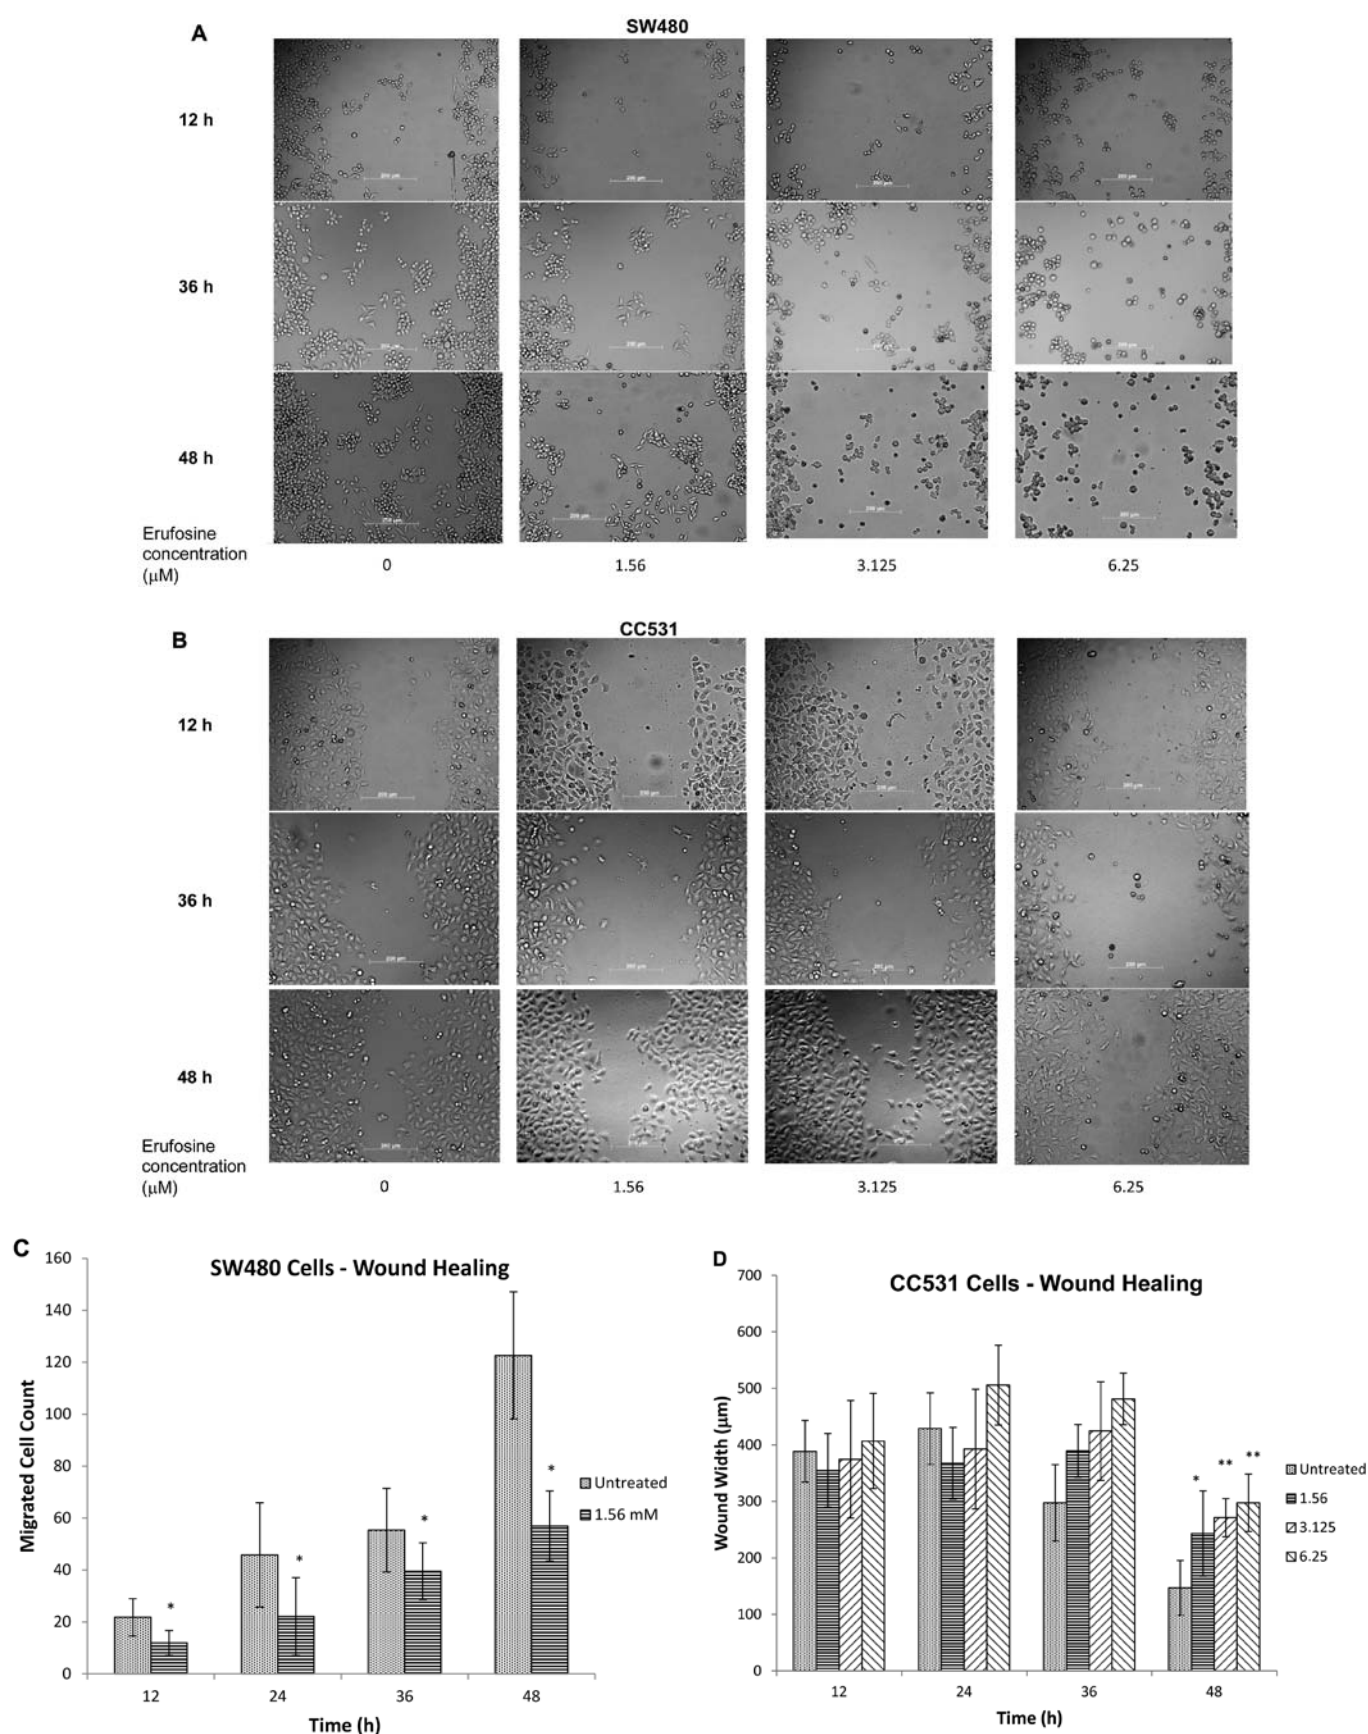 A
SW480
12 h
36 h
48 h
Erufosine
concentration
(µM)
0
1.56
3.125
6.25
B
CC531
12 h
36 h
48 h
Erufosine
concentration
(µM)
0
1.56
3.125
6.25
C
SW480 Cells - Wound Healing
Migrated Cell Count
160
140
120
100
80
60
40
20
0
*
*
*
*
Untreated
1.56 mM
12
24
36
48
Time (h)
D
CC531 Cells - Wound Healing
Wound Width (µm)
700
600
500
400
300
200
100
0
*
**
**
Untreated
1.56
3.125
6.25
12
24
36
48
Time (h)